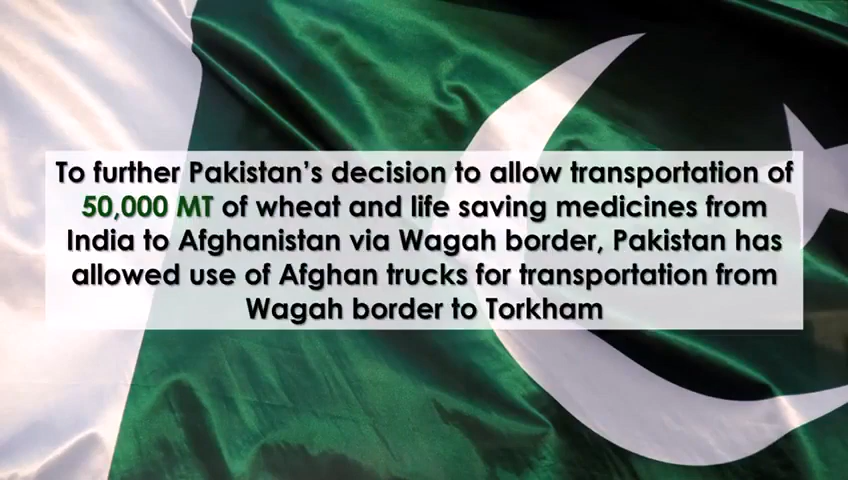 To further Pakistan's decision to allow transportation of
50,000 MT of wheat and life saving medicines from
India to Afghanistan via Wagah border, Pakistan has
allowed use of Afghan trucks for transportation from
Wagah border to Torkham